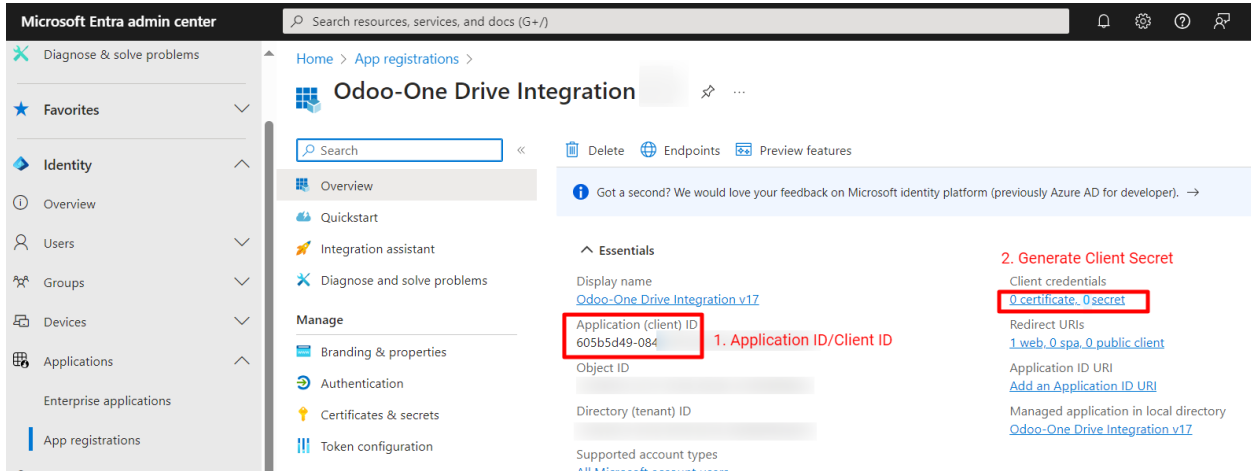 Microsoft Entra admin center
Search resources, services, and docs (G+/)
Diagnose & solve problems
Favorites
Identity
Overview
Users
Groups
Devices
Applications
Enterprise applications
App registrations
Home > App registrations >
Odoo-One Drive Integration
Search
Overview
Quickstart
Integration assistant
Diagnose and solve problems
Manage
Branding & properties
Authentication
Certificates & secrets
Token configuration
Delete Endpoints Preview features
Got a second? We would love your feedback on Microsoft identity platform (previously Azure AD for developer). →
Essentials
Display name
Odoo-One Drive Integration v17
Application (client) ID
605b5d49-084
1. Application ID/Client ID
Object ID
Directory (tenant) ID
Supported account types
All Microsoft account users
2. Generate Client Secret
Client credentials
0 certificate, 0 secret
Redirect URIs
1 web, 0 spa, 0 public client
Application ID URI
Add an Application ID URI
Managed application in local directory
Odoo-One Drive Integration v17